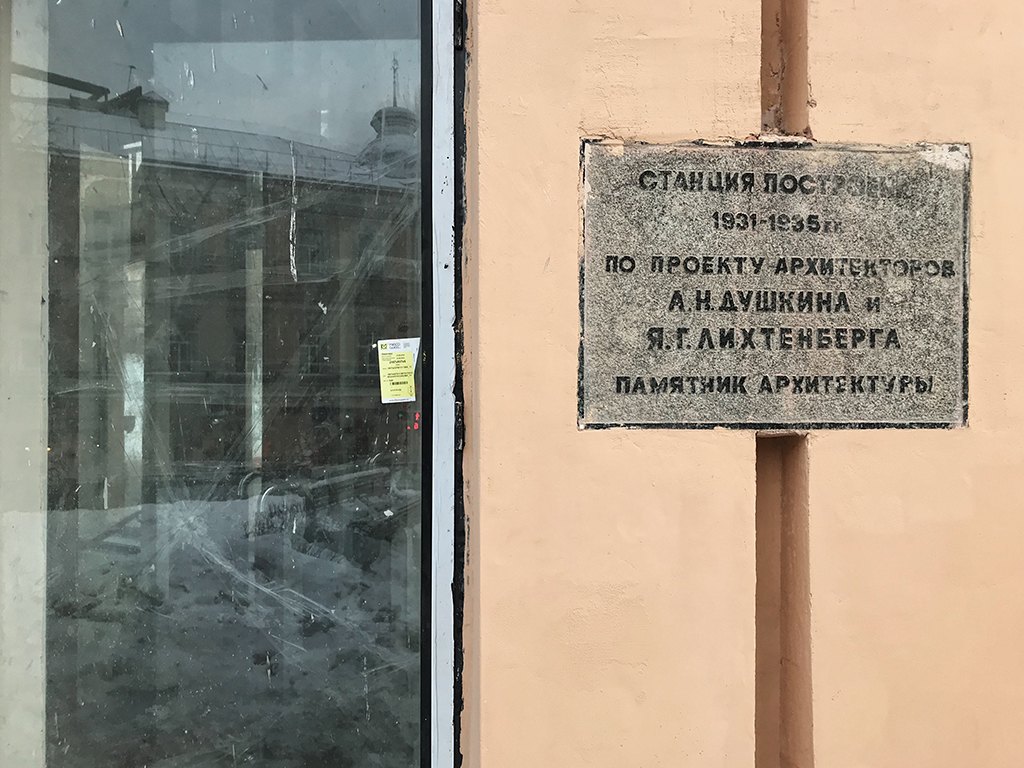 СТАНЦИЯ ПОСТРОЕНА
1931-1935 гг.
ПО ПРОЕКТУ АРХИТЕКТОРОВ
А.Н.ДУШКИНА и
Я.Г.ЛИХТЕНБЕРГА
ПАМЯТНИК АРХИТЕКТУРЫ